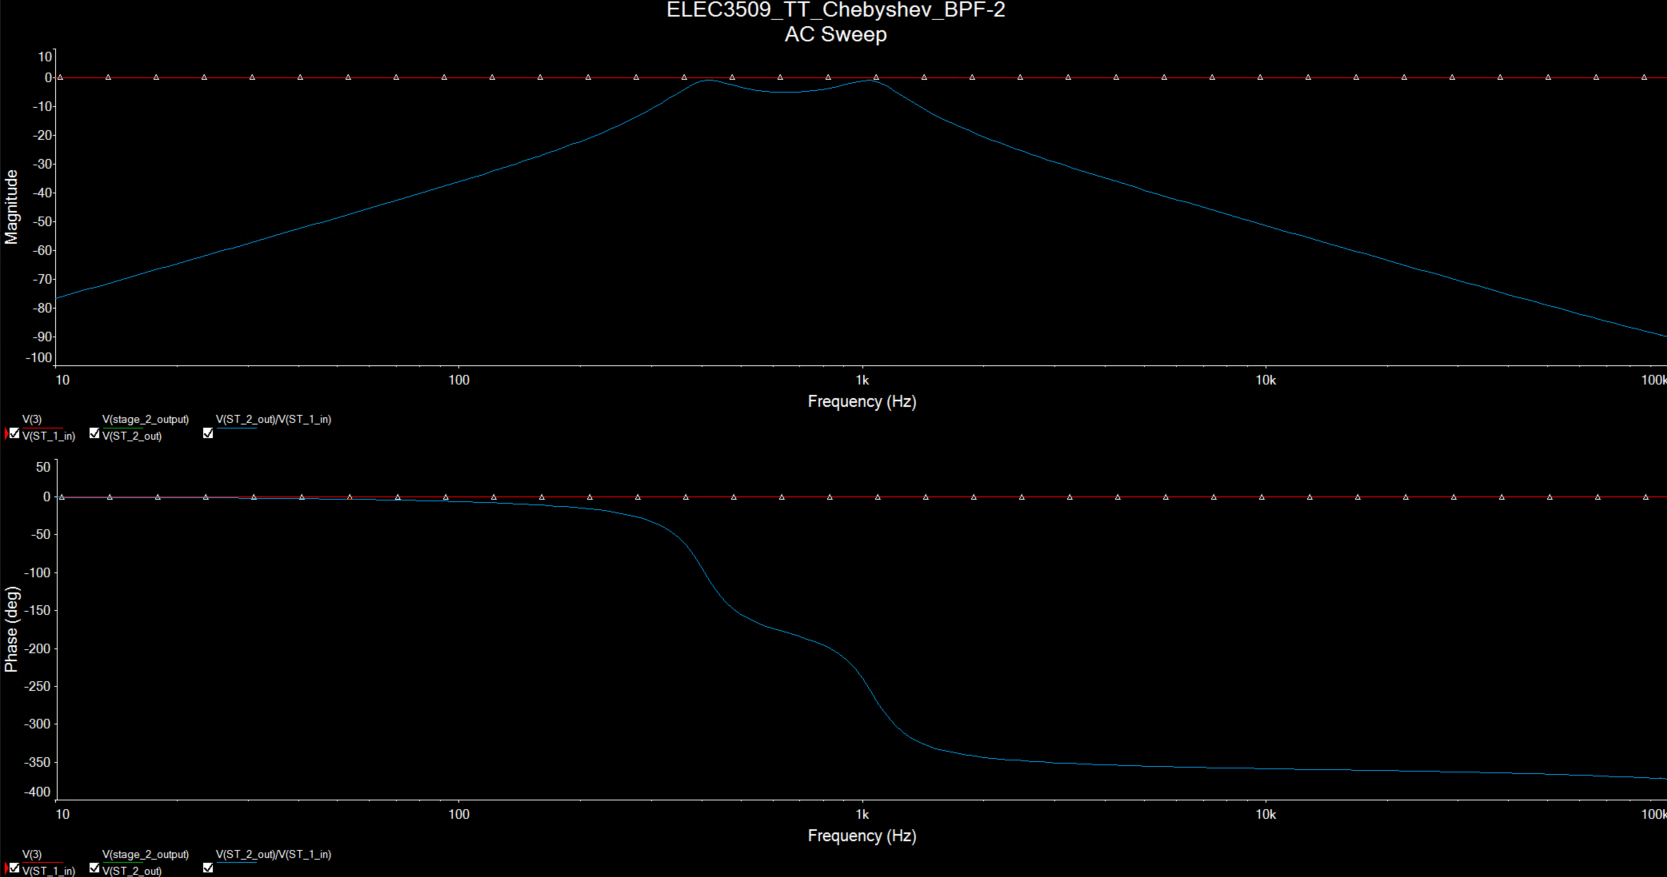 ELEC3509_TT_Chebyshev_BPF-2
AC Sweep
10
0
-10
-20
-30
-40
-50
-60
-70
-80
-90
-100
Magnitude
10 100 1k 10k 100k
Frequency (Hz)
V(3) V(stage_2_output) V(ST_2_out)/V(ST_1_in)
V(ST_1_in) V(ST_2_out)
50
0
-50
-100
-150
-200
-250
-300
-350
-400
Phase (deg)
10 100 1k 10k 100k
Frequency (Hz)
V(3) V(stage_2_output) V(ST_2_out)/V(ST_1_in)
V(ST_1_in) V(ST_2_out)